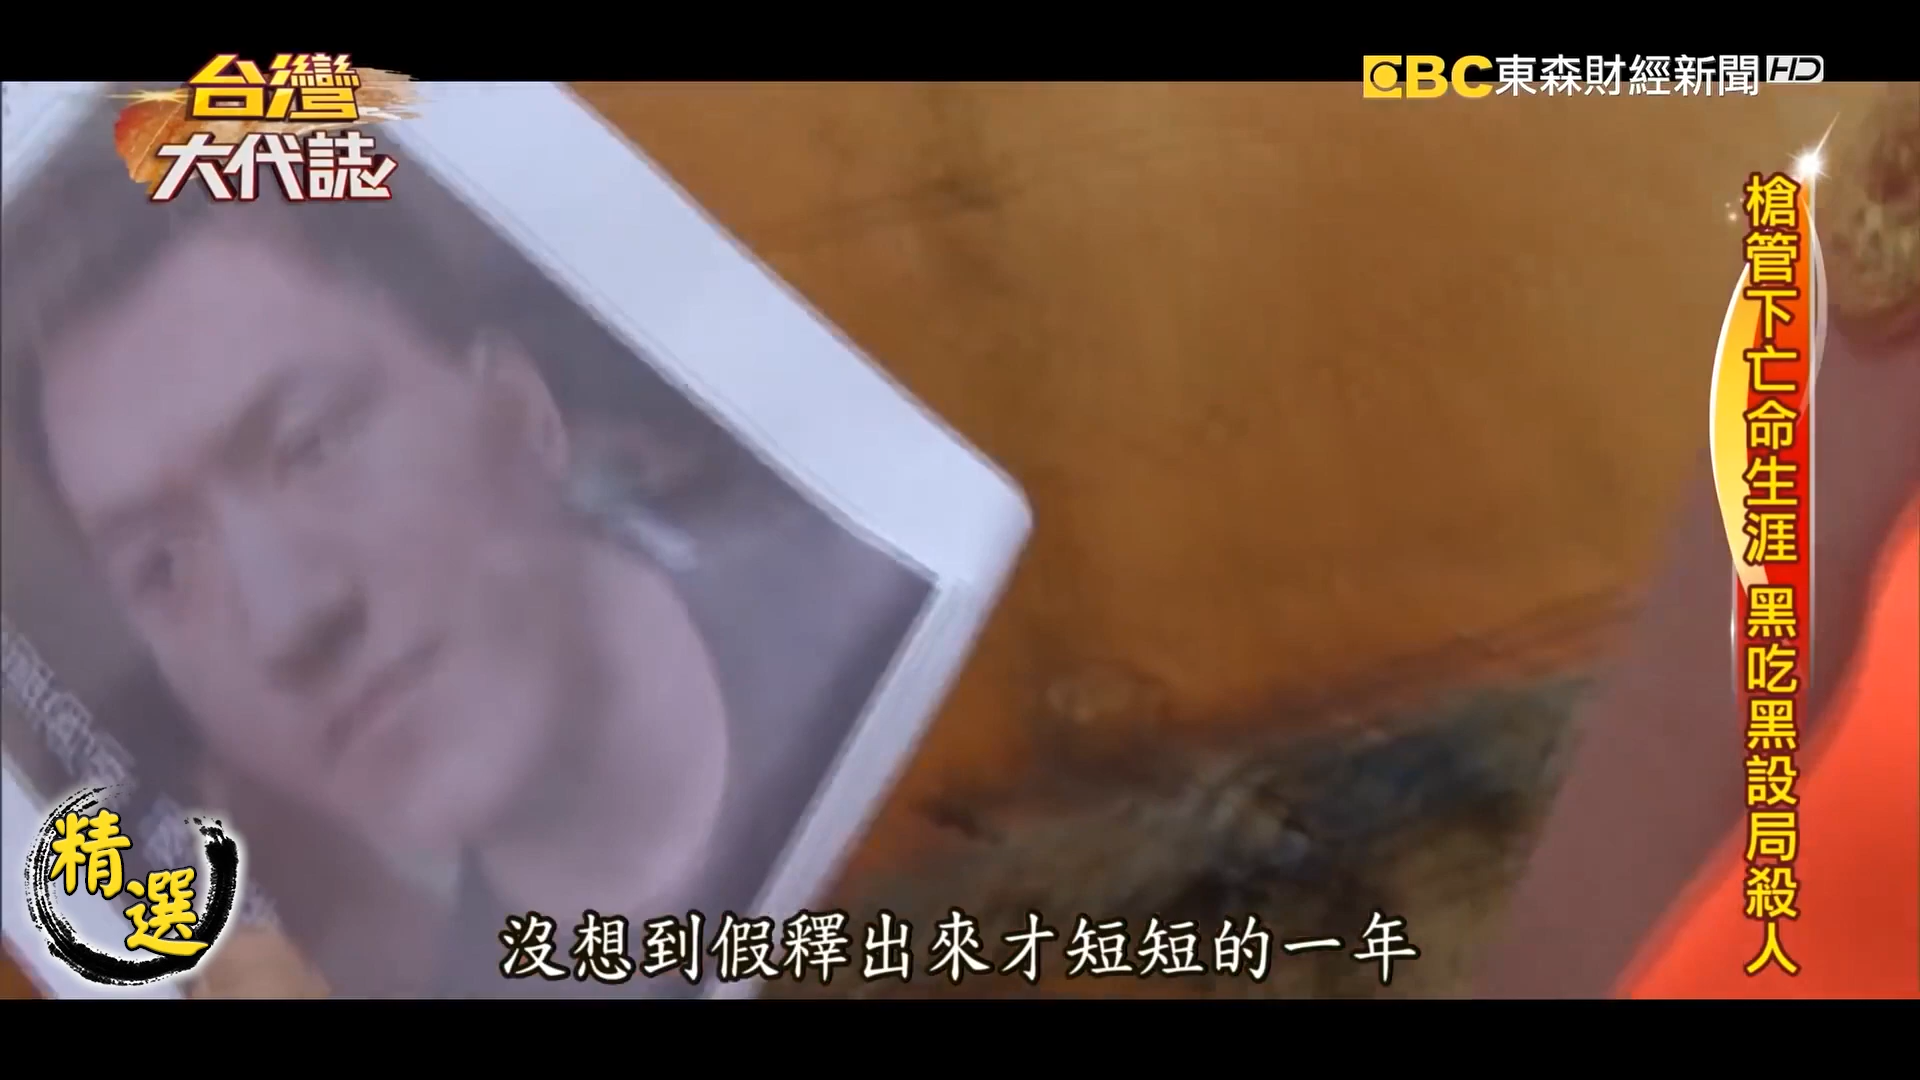 台灣
大代誌
EBC東森財經新聞HD
槍管下亡命生涯 黑吃黑設局殺人
精選
沒想到假釋出來才短短的一年